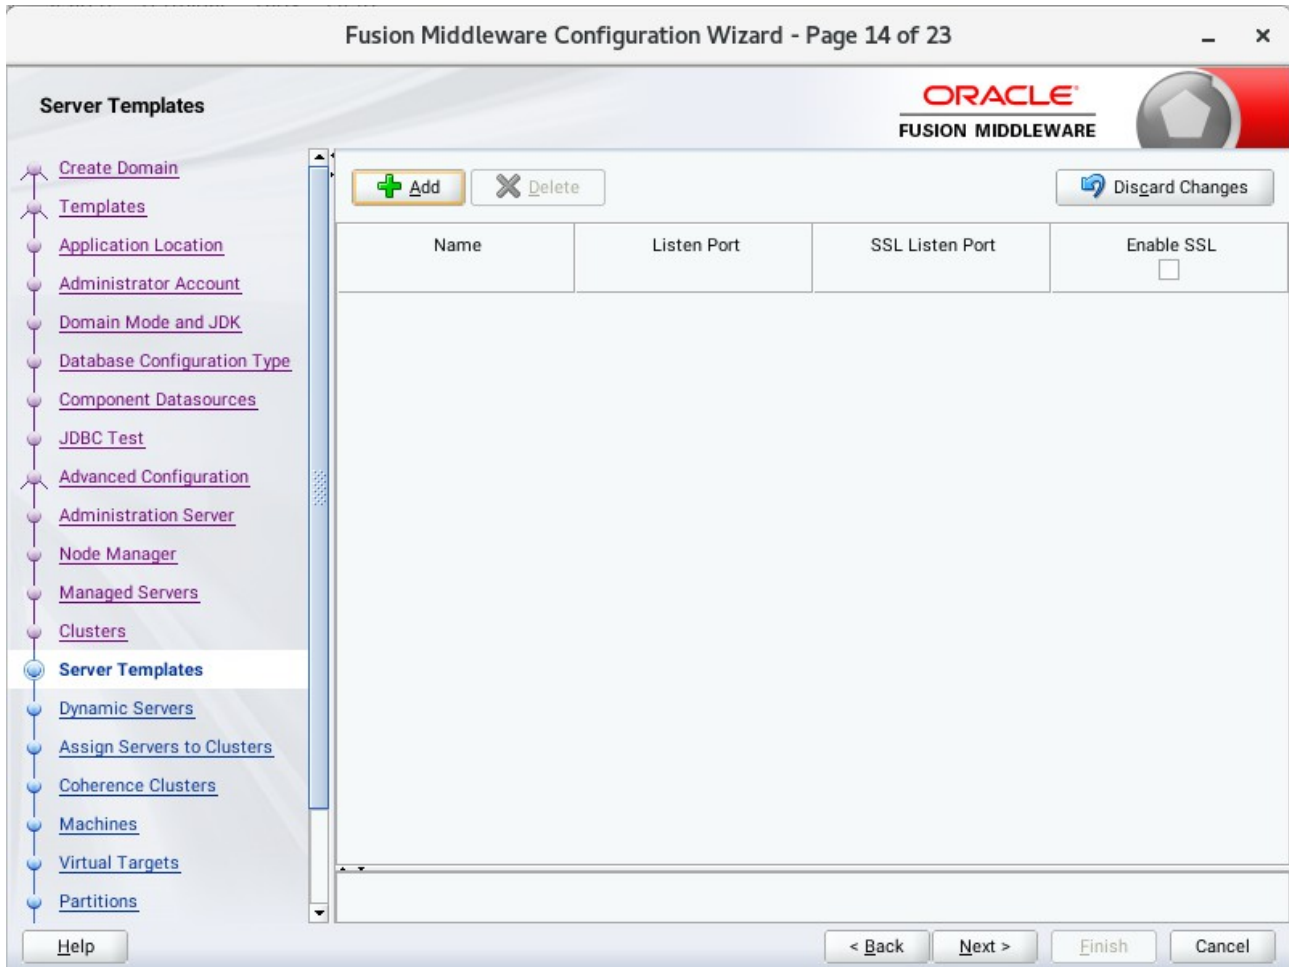 Fusion Middleware Configuration Wizard - Page 14 of 23
Server Templates
ORACLE
FUSION MIDDLEWARE
Create Domain
Templates
Application Location
Administrator Account
Domain Mode and JDK
Database Configuration Type
Component Datasources
JDBC Test
Advanced Configuration
Administration Server
Node Manager
Managed Servers
Clusters
Server Templates
Dynamic Servers
Assign Servers to Clusters
Coherence Clusters
Machines
Virtual Targets
Partitions
Add Delete Discard Changes
Name Listen Port SSL Listen Port Enable SSL
Help < Back Next > Finish Cancel